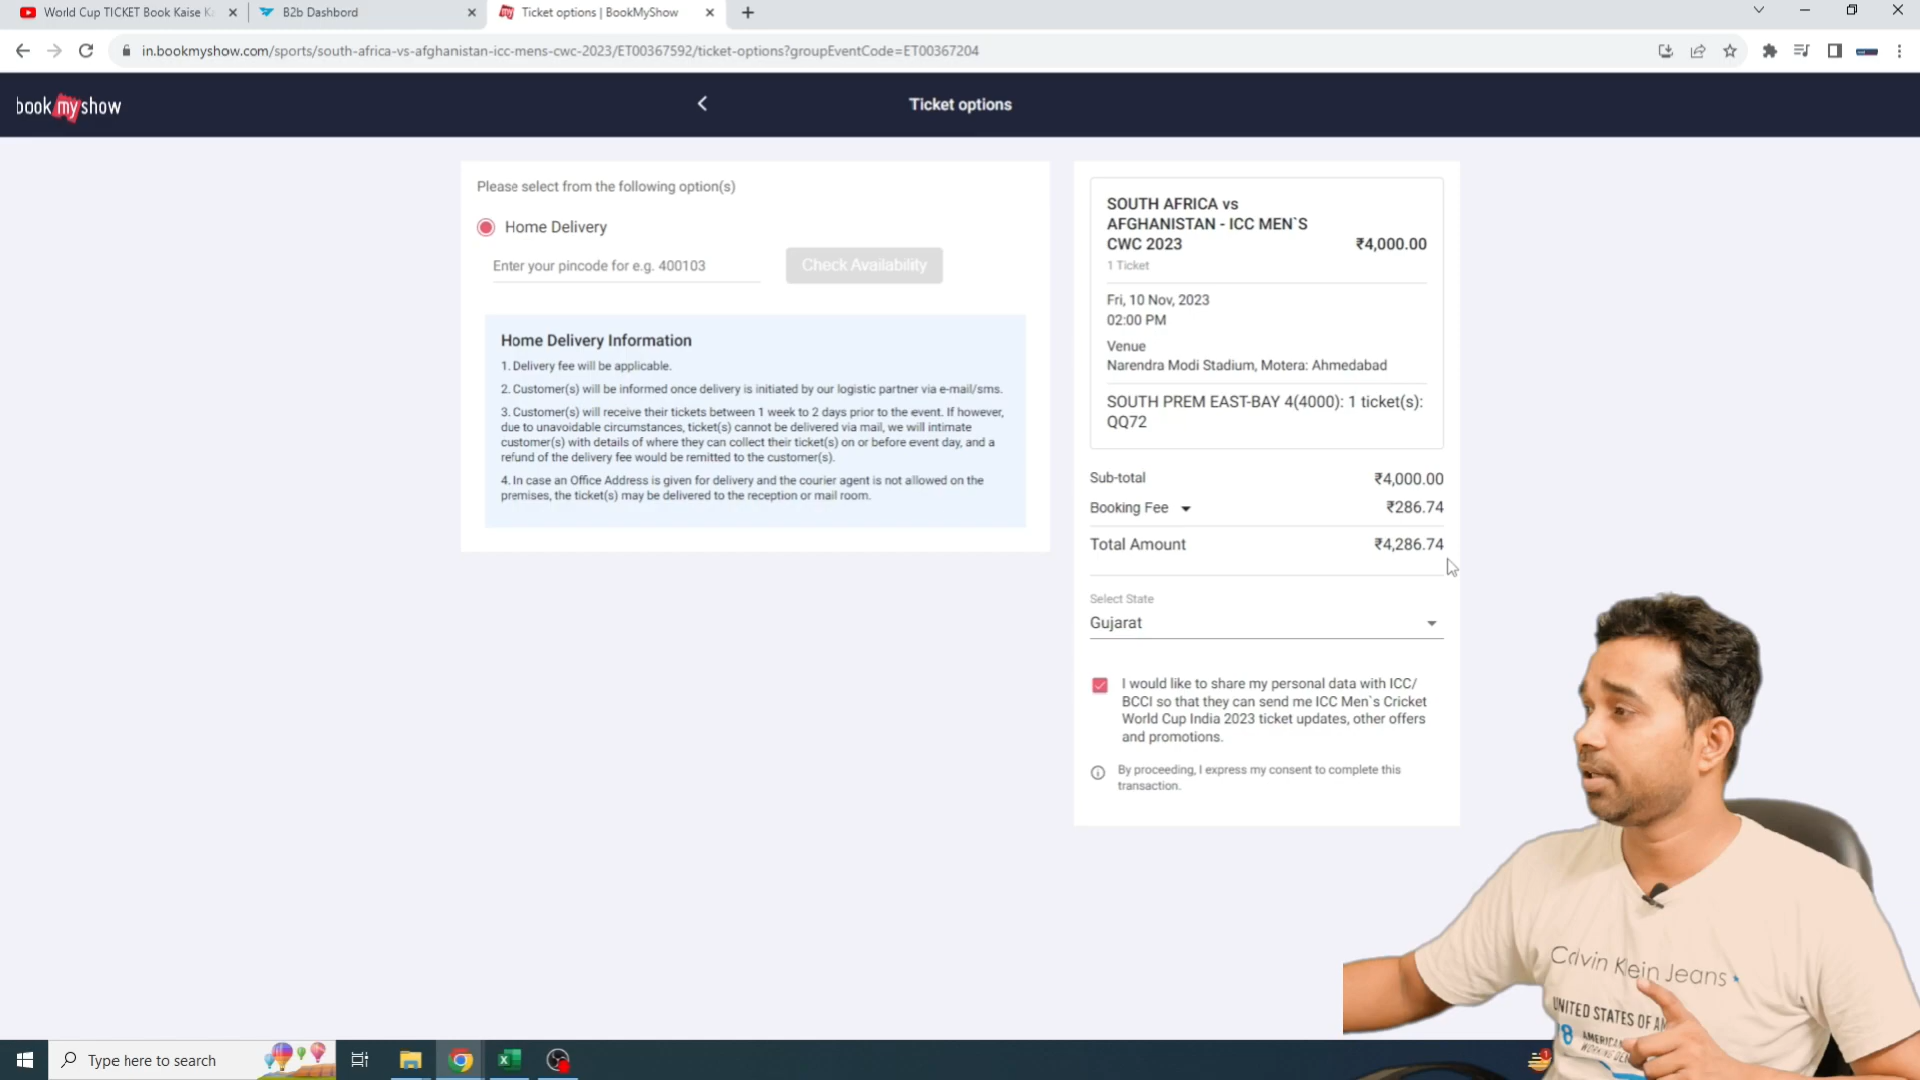 World Cup TICKET Book Kaise
B2b Dashbord
Ticket options | BookMyShow
in.bookmyshow.com/sports/south-africa-vs-afghanistan-icc-mens-cwc-2023/ET00367592/ticket-options?groupEventCode=ET00367204
book my show
Ticket options
Please select from the following option(s)
Home Delivery
Enter your pincode for e.g. 400103
Check Availability
Home Delivery Information
1. Delivery fee will be applicable.
2. Customer(s) will be informed once delivery is initiated by our logistic partner via e-mail/sms.
3. Customer(s) will receive their tickets between 1 week to 2 days prior to the event. If however,
due to unavoidable circumstances, ticket(s) cannot be delivered via mail, we will intimate
customer(s) with details of where they can collect their ticket(s) on or before event day, and a
refund of the delivery fee would be remitted to the customer(s).
4. In case an Office Address is given for delivery and the courier agent is not allowed on the
premises, the ticket(s) may be delivered to the reception or mail room.
SOUTH AFRICA vs
AFGHANISTAN - ICC MEN`S
CWC 2023 ₹4,000.00
1 Ticket
Fri, 10 Nov, 2023
02:00 PM
Venue
Narendra Modi Stadium, Motera: Ahmedabad
SOUTH PREM EAST-BAY 4(4000): 1 ticket(s):
QQ72
Sub-total ₹4,000.00
Booking Fee ₹286.74
Total Amount ₹4,286.74
Select State
Gujarat
I would like to share my personal data with ICC/
BCCI so that they can send me ICC Men`s Cricket
World Cup India 2023 ticket updates, other offers
and promotions.
By proceeding, I express my consent to complete this
transaction.
Calvin Kein Jeans
UNITED STATES OF
Type here to search